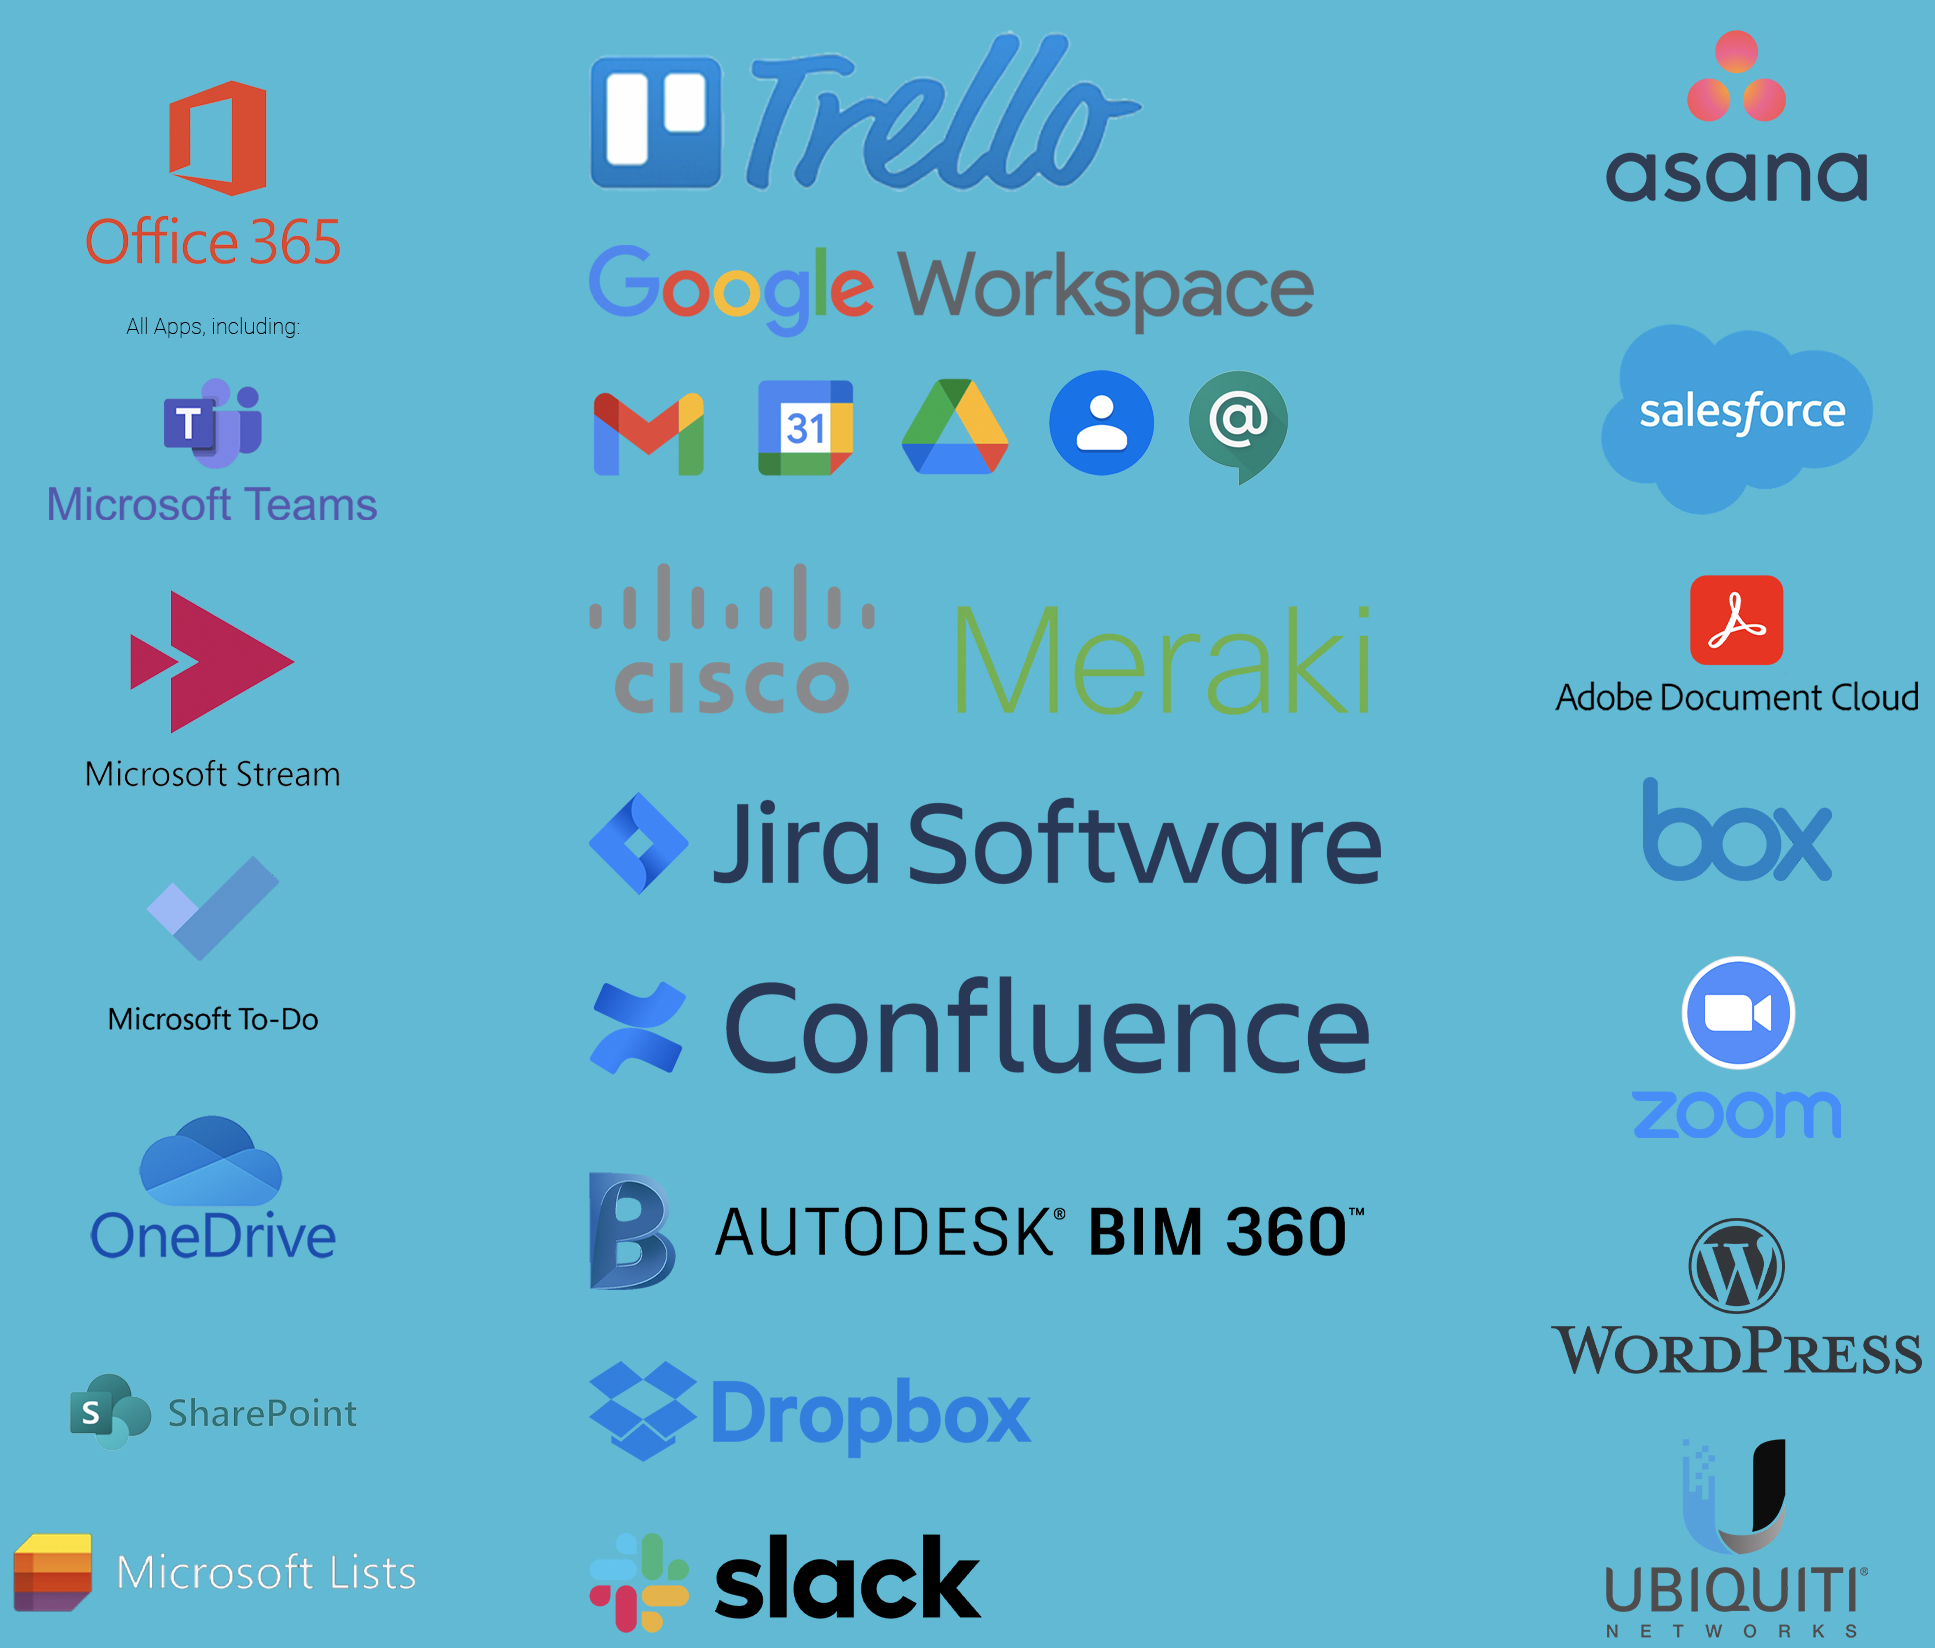 Office 365
All Apps, including:
T
Microsoft Teams
Microsoft Stream
Microsoft To-Do
OneDrive
S
SharePoint
Microsoft Lists
Trello
Google Workspace
31
@
CISCO
Meraki
Jira Software
Confluence
B
AUTODESK® BIM 360™
Dropbox
slack
asana
salesforce
Adobe Document Cloud
box
zoom
W
WORDPRESS
U
UBIQUITI®
NETWORKS